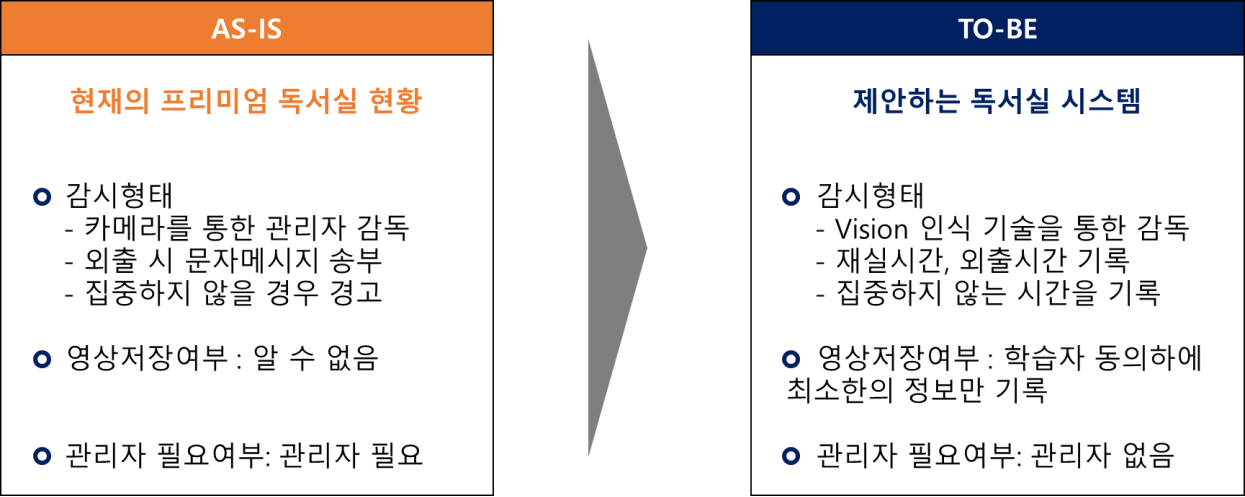 AS-IS
현재의 프리미엄 독서실 현황
감시형태
- 카메라를 통한 관리자 감독
- 외출 시 문자메시지 송부
- 집중하지 않을 경우 경고
영상저장여부 : 알 수 없음
관리자 필요여부: 관리자 필요
TO-BE
제안하는 독서실 시스템
감시형태
- Vision 인식 기술을 통한 감독
- 재실시간, 외출시간 기록
- 집중하지 않는 시간을 기록
영상저장여부 : 학습자 동의하에
최소한의 정보만 기록
관리자 필요여부: 관리자 없음